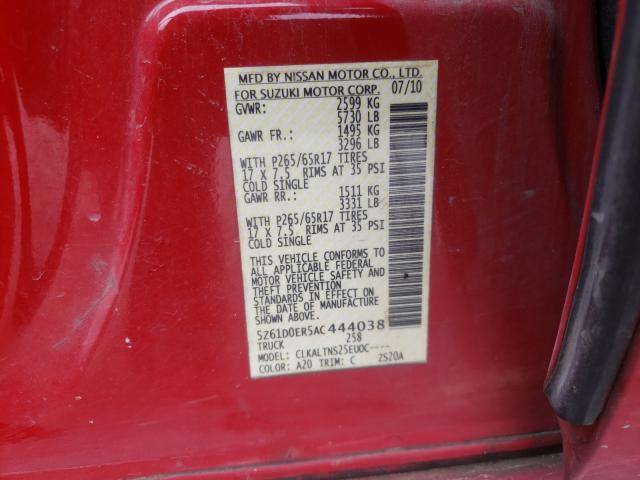 MFD BY NISSAN MOTOR CO., LTD.
FOR SUZUKI MOTOR CORP. 07/10
GVWR: 2599 KG
5730 LB
GAWR FR.: 1495 KG
3296 LB
WITH P265/65R17 TIRES
17 X 7.5 RIMS AT 35 PSI
COLD SINGLE
GAWR RR.: 1511 KG
3331 LB
WITH P265/65R17 TIRES
17 X 7.5 RIMS AT 35 PSI
COLD SINGLE
THIS VEHICLE CONFORMS TO
ALL APPLICABLE FEDERAL
MOTOR VEHICLE SAFETY AND
THEFT PREVENTION
STANDARDS IN EFFECT ON
THE DATE OF MANUFACTURE
SHOWN ABOVE.
5Z61D0ER5AC444038
TRUCK 258
MODEL: CLKALTNS25EUOC----
COLOR: A20 TRIM: C ZS20A